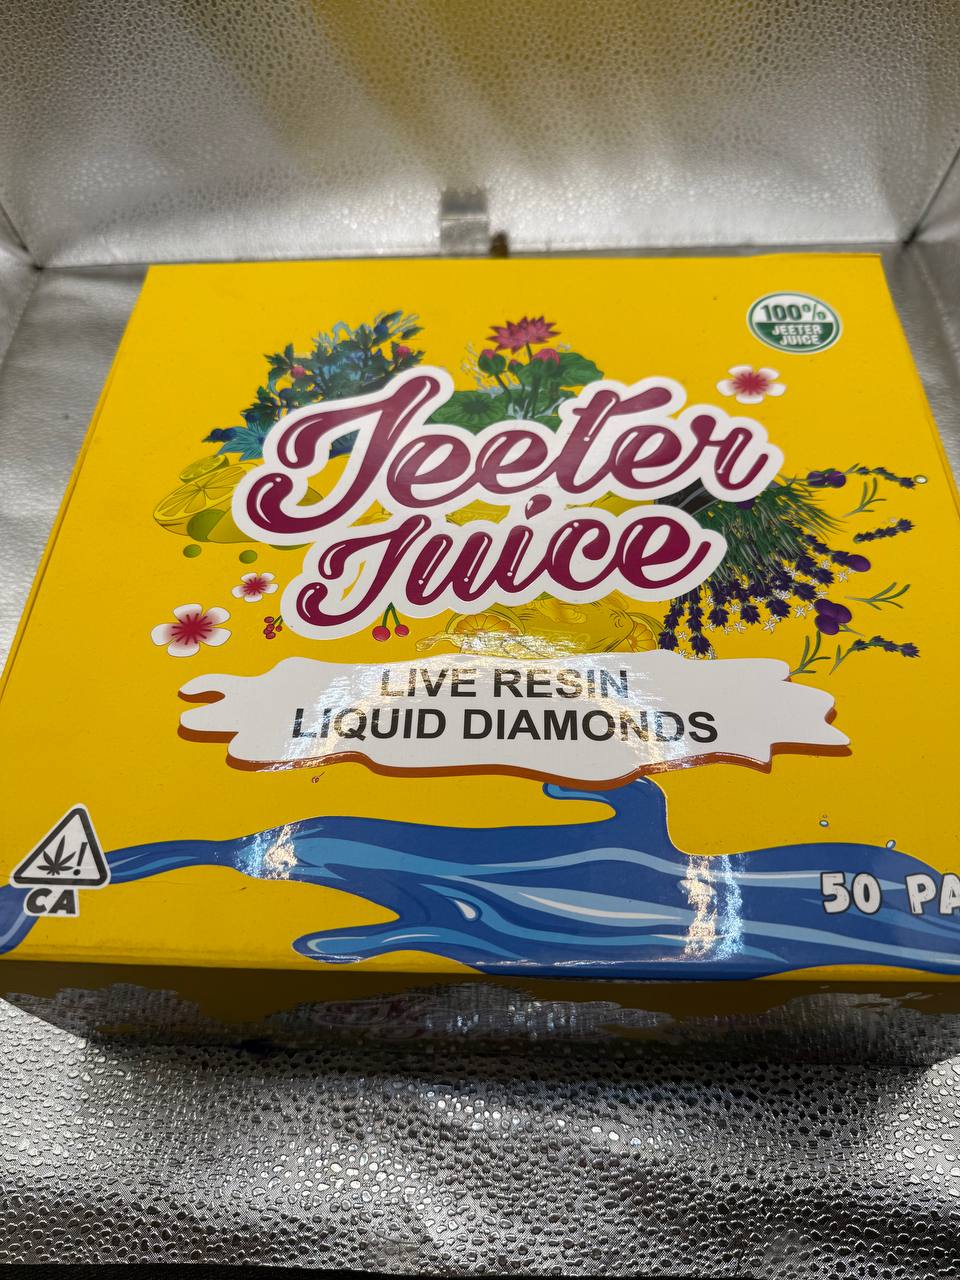 100%
JEETER
JUICE
Jeeter
Juice
LIVE RESIN
LIQUID DIAMONDS
!
CA
50 PA